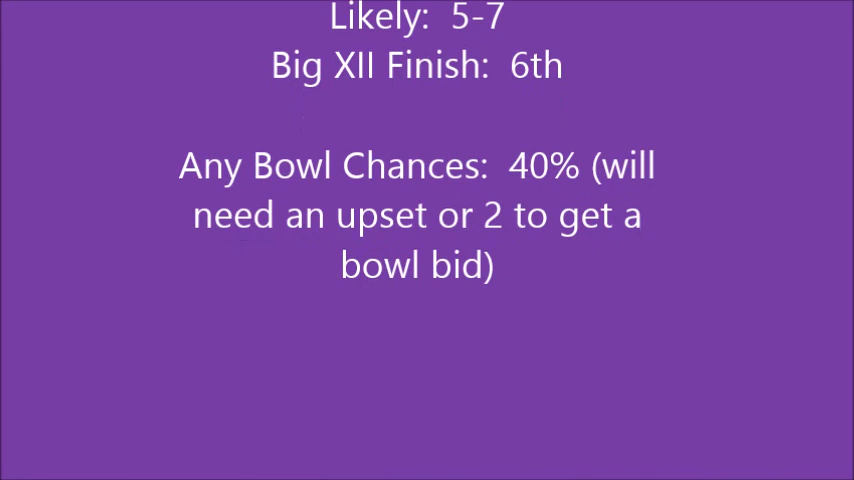 Likely:  5-7
Big XII Finish:  6th
Any Bowl Chances:  40% (will
need an upset or 2 to get a
bowl bid)